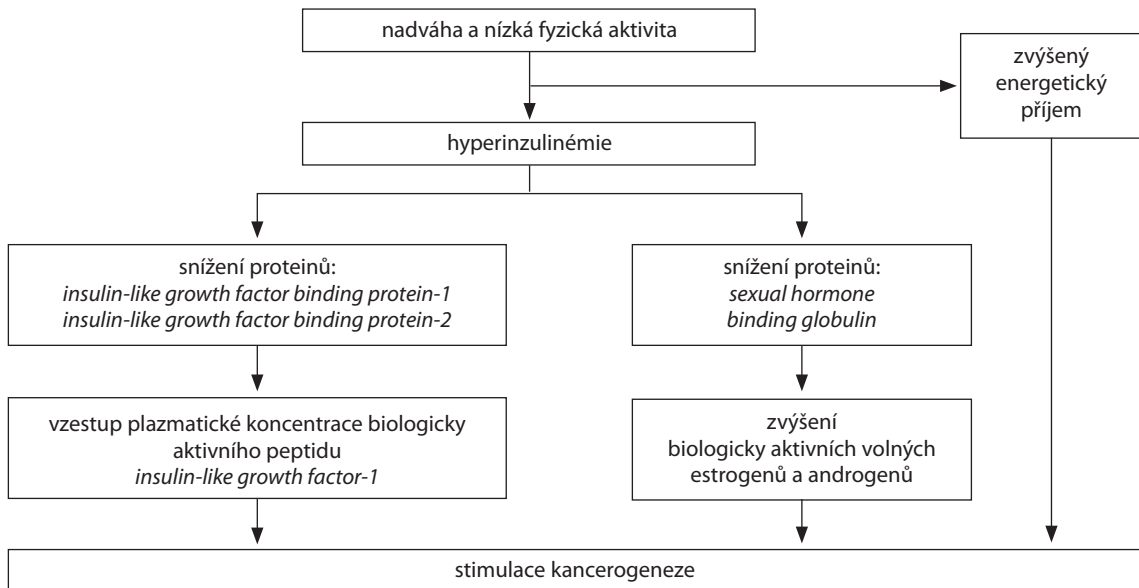 nadváha a nízká fyzická aktivita
zvýšený
energetický
příjem
hyperinzulinémie
snížení proteinů:
insulin-like growth factor binding protein-1
insulin-like growth factor binding protein-2
snížení proteinů:
sexual hormone
binding globulin
vzestup plazmatické koncentrace biologicky
aktivního peptidu
insulin-like growth factor-1
zvýšení
biologicky aktivních volných
estrogenů a androgenů
stimulace kancerogeneze